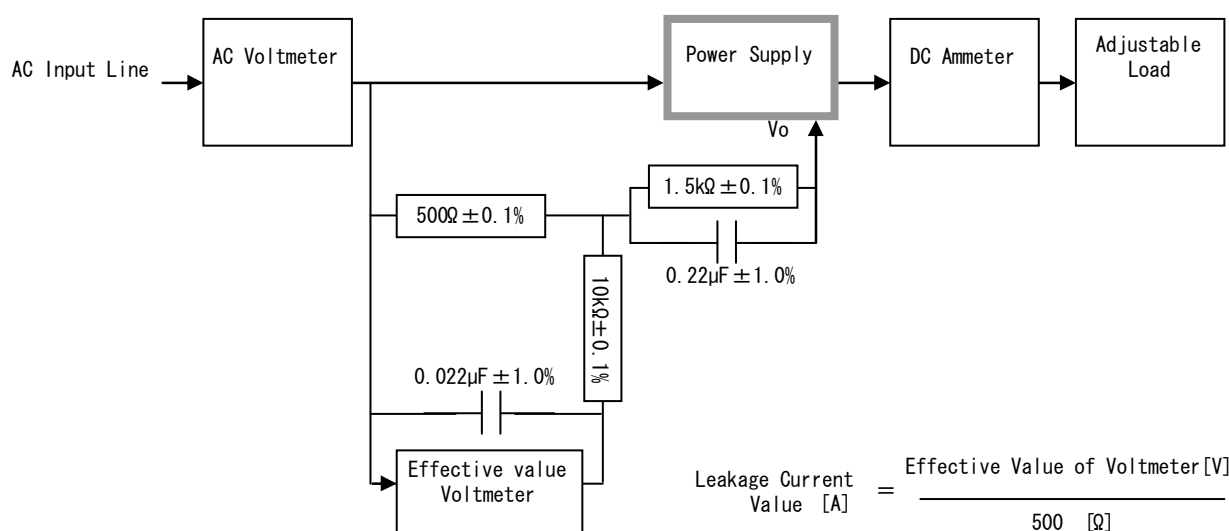 AC Input Line
AC Voltmeter
Power Supply
DC Ammeter
Adjustable
Load
Vo
500Ω±0.1%
1.5kΩ±0.1%
0.22μF±1.0%
10kΩ±0.1%
0.022μF±1.0%
Effective value
Voltmeter
Leakage Current
Value [A]
=
Effective Value of Voltmeter[V]
500 [Ω]